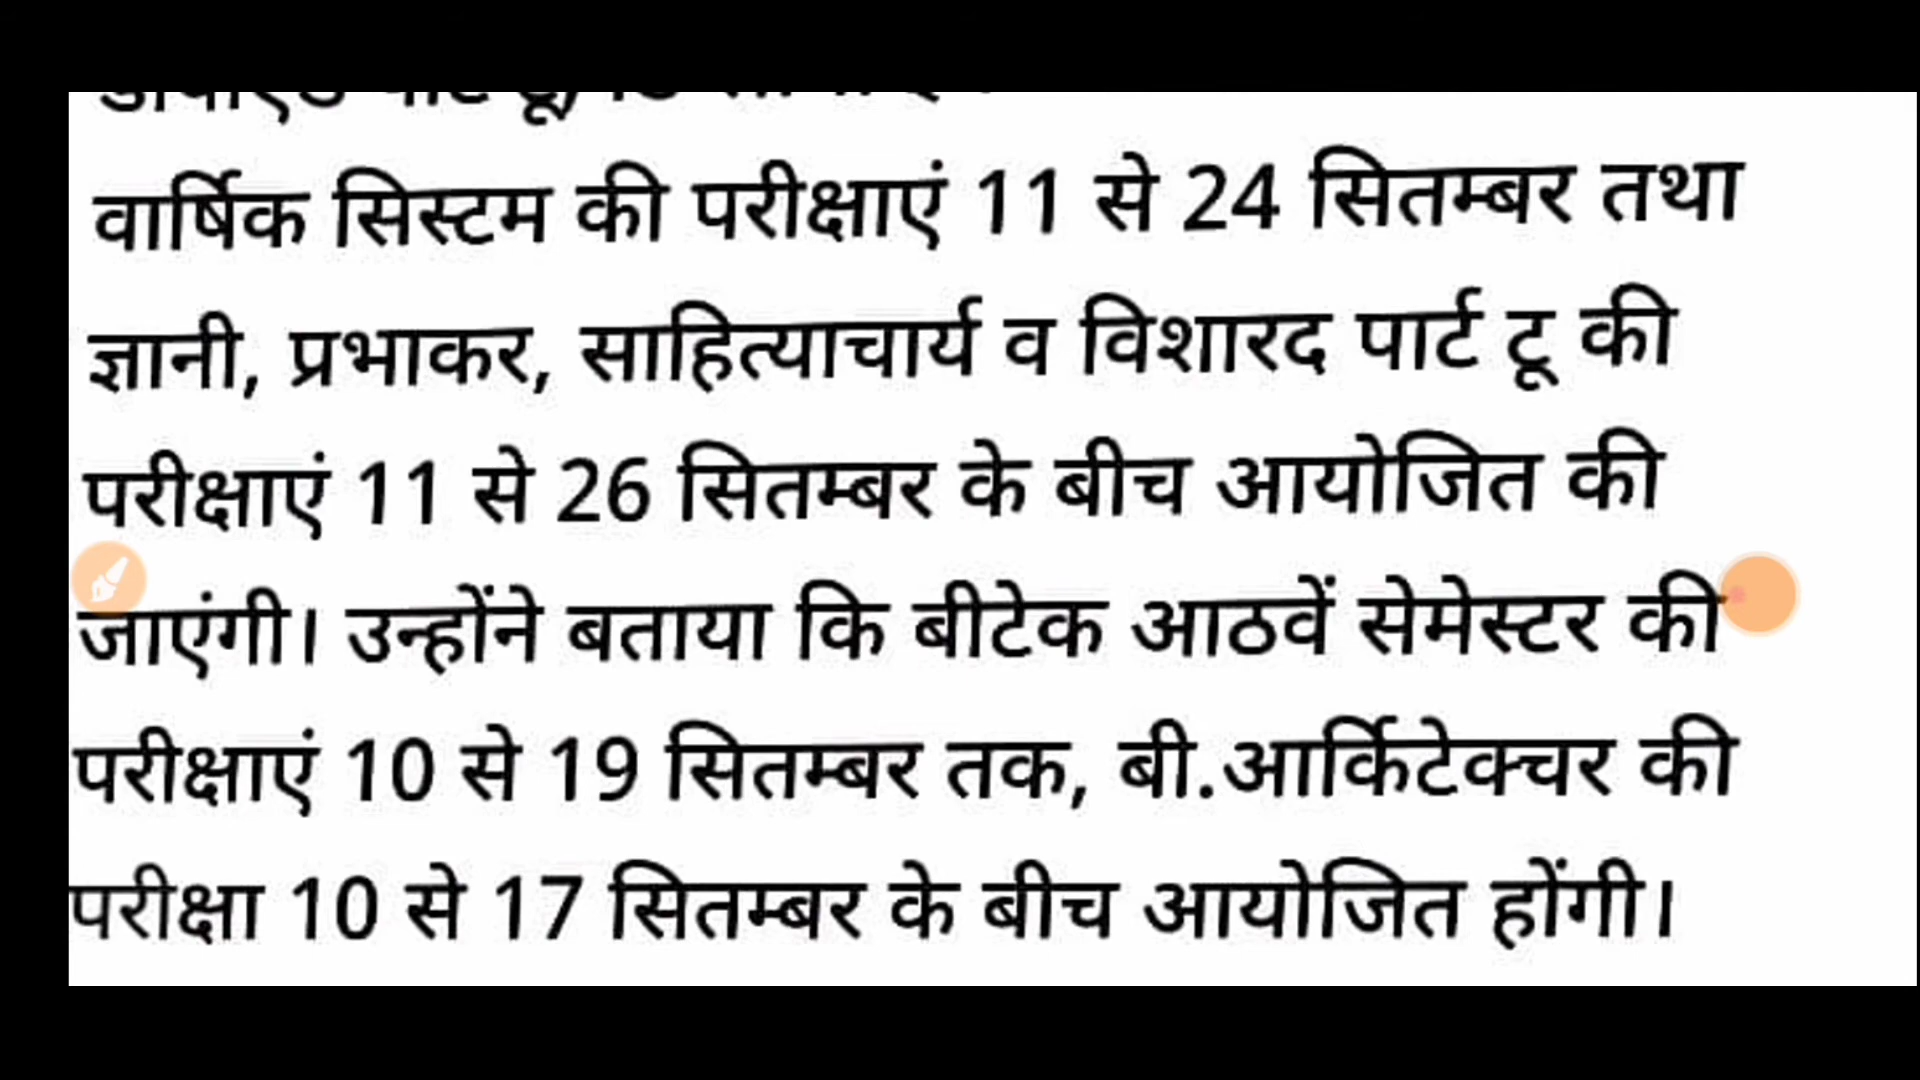 वार्षिक सिस्टम की परीक्षाएं 11 से 24 सितम्बर तथा
ज्ञानी, प्रभाकर, साहित्याचार्य व विशारद पार्ट टू की
परीक्षाएं 11 से 26 सितम्बर के बीच आयोजित की
जाएंगी। उन्होंने बताया कि बीटेक आठवें सेमेस्टर की
परीक्षाएं 10 से 19 सितम्बर तक, बी.आर्किटेक्चर की
परीक्षा 10 से 17 सितम्बर के बीच आयोजित होंगी।